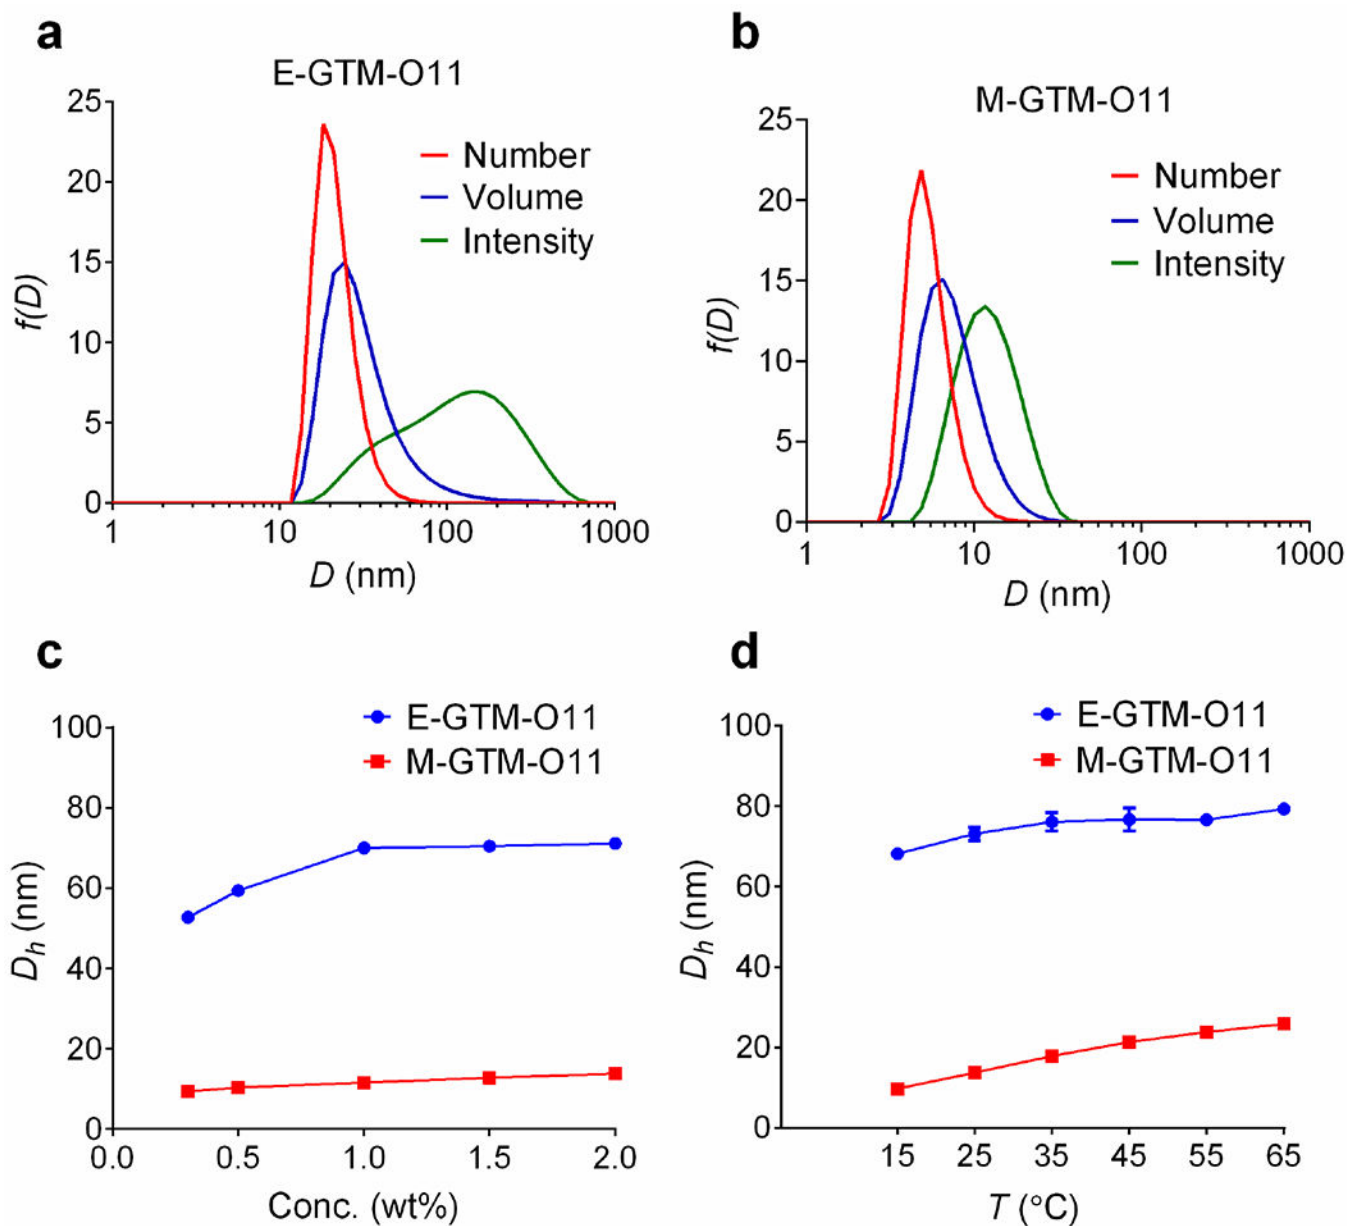 a
E-GTM-O11
25
20
15
10
5
0
f(D)
Number
Volume
Intensity
1
10
100
1000
D (nm)
b
M-GTM-O11
25
20
15
10
5
0
f(D)
Number
Volume
Intensity
1
10
100
1000
D (nm)
c
E-GTM-O11
M-GTM-O11
100
80
60
40
20
0
Dₕ (nm)
0.0
0.5
1.0
1.5
2.0
Conc. (wt%)
d
E-GTM-O11
M-GTM-O11
100
80
60
40
20
0
Dₕ (nm)
15
25
35
45
55
65
T (°C)